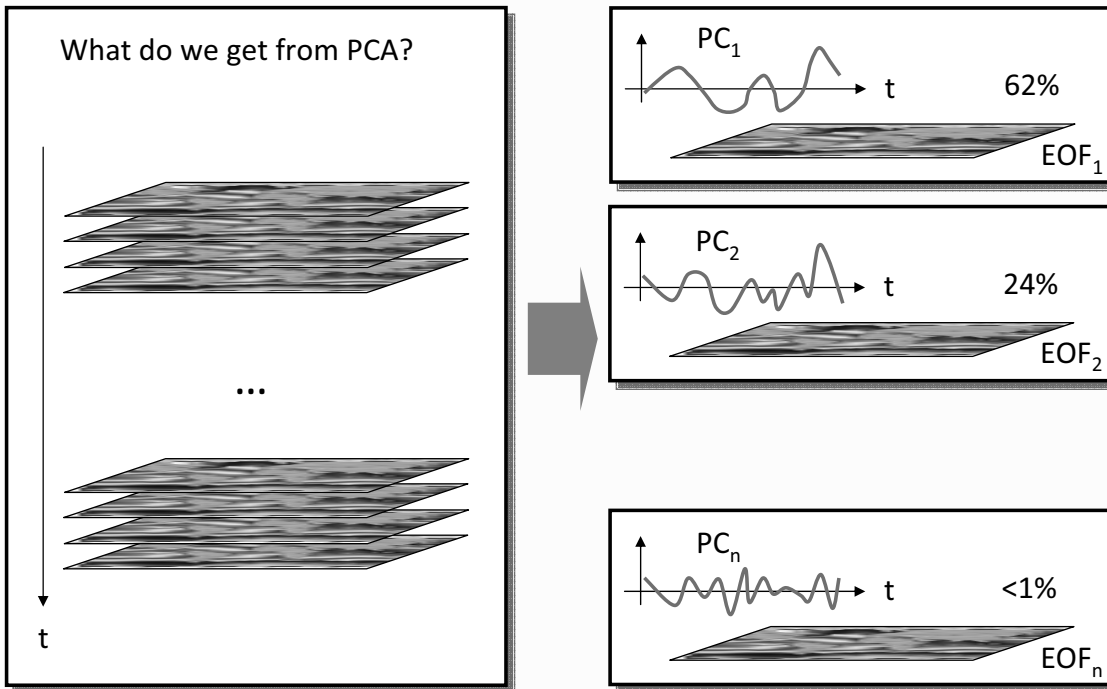 What do we get from PCA?
...
t
PC1
t
62%
EOF1
PC2
t
24%
EOF2
PCn
t
<1%
EOFn